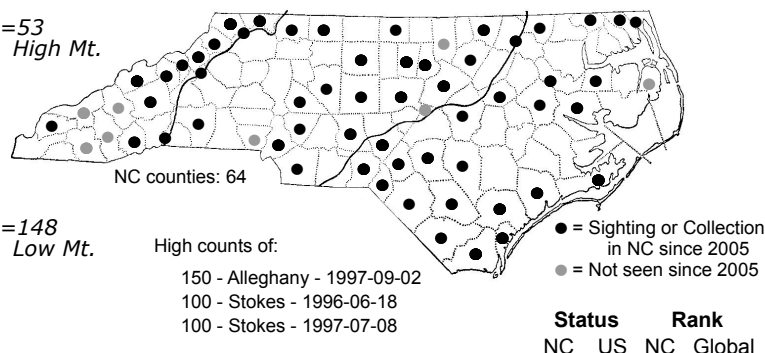 =53
High Mt.
NC counties: 64
=148
Low Mt.
High counts of:
150 - Alleghany - 1997-09-02
100 - Stokes - 1996-06-18
100 - Stokes - 1997-07-08
= Sighting or Collection
in NC since 2005
= Not seen since 2005
Status Rank
NC US NC Global